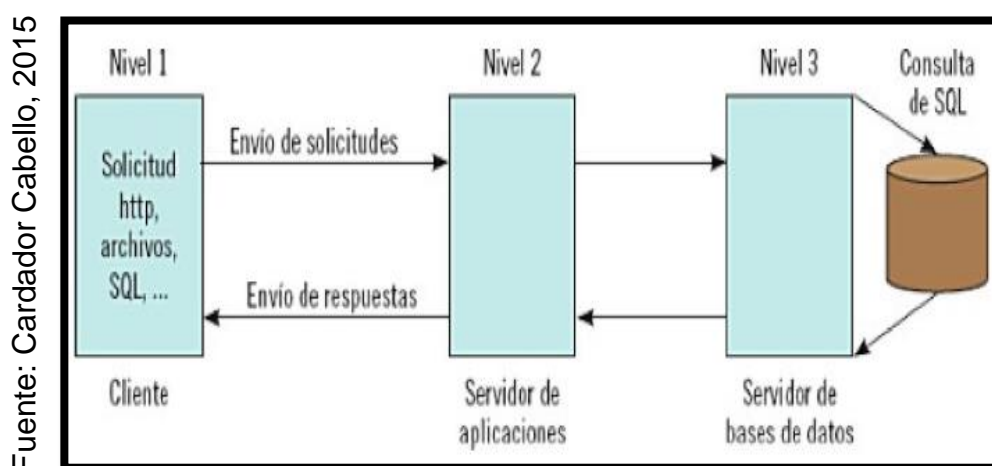 Fuente: Cardador Cabello, 2015
Nivel 1
Nivel 2
Nivel 3
Consulta
de SQL
Solicitud
http,
archivos,
SQL, ...
Envío de solicitudes
Envío de respuestas
Cliente
Servidor de
aplicaciones
Servidor de
bases de datos